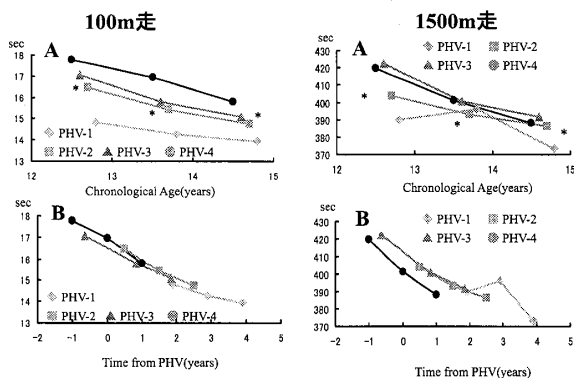 100m走
sec
A
18
17
16
15
14
13
*
*
*
PHV-1
PHV-2 PHV-3 PHV-4
12 13 14 15
Chronological Age(years)
1500m走
sec
A
PHV-1 PHV-2
PHV-3 PHV-4
430
420
410
400
390
380
370
*
*
*
12 13 14 15
Chronological Age(years)
sec
B
18
17
16
15
14
13
PHV-1
PHV-2 PHV-3 PHV-4
-2 -1 0 1 2 3 4 5
Time from PHV(years)
sec
B
PHV-1 PHV-2
PHV-3 PHV-4
430
420
410
400
390
380
370
-2 -1 0 1 2 3 4 5
Time from PHV(years)